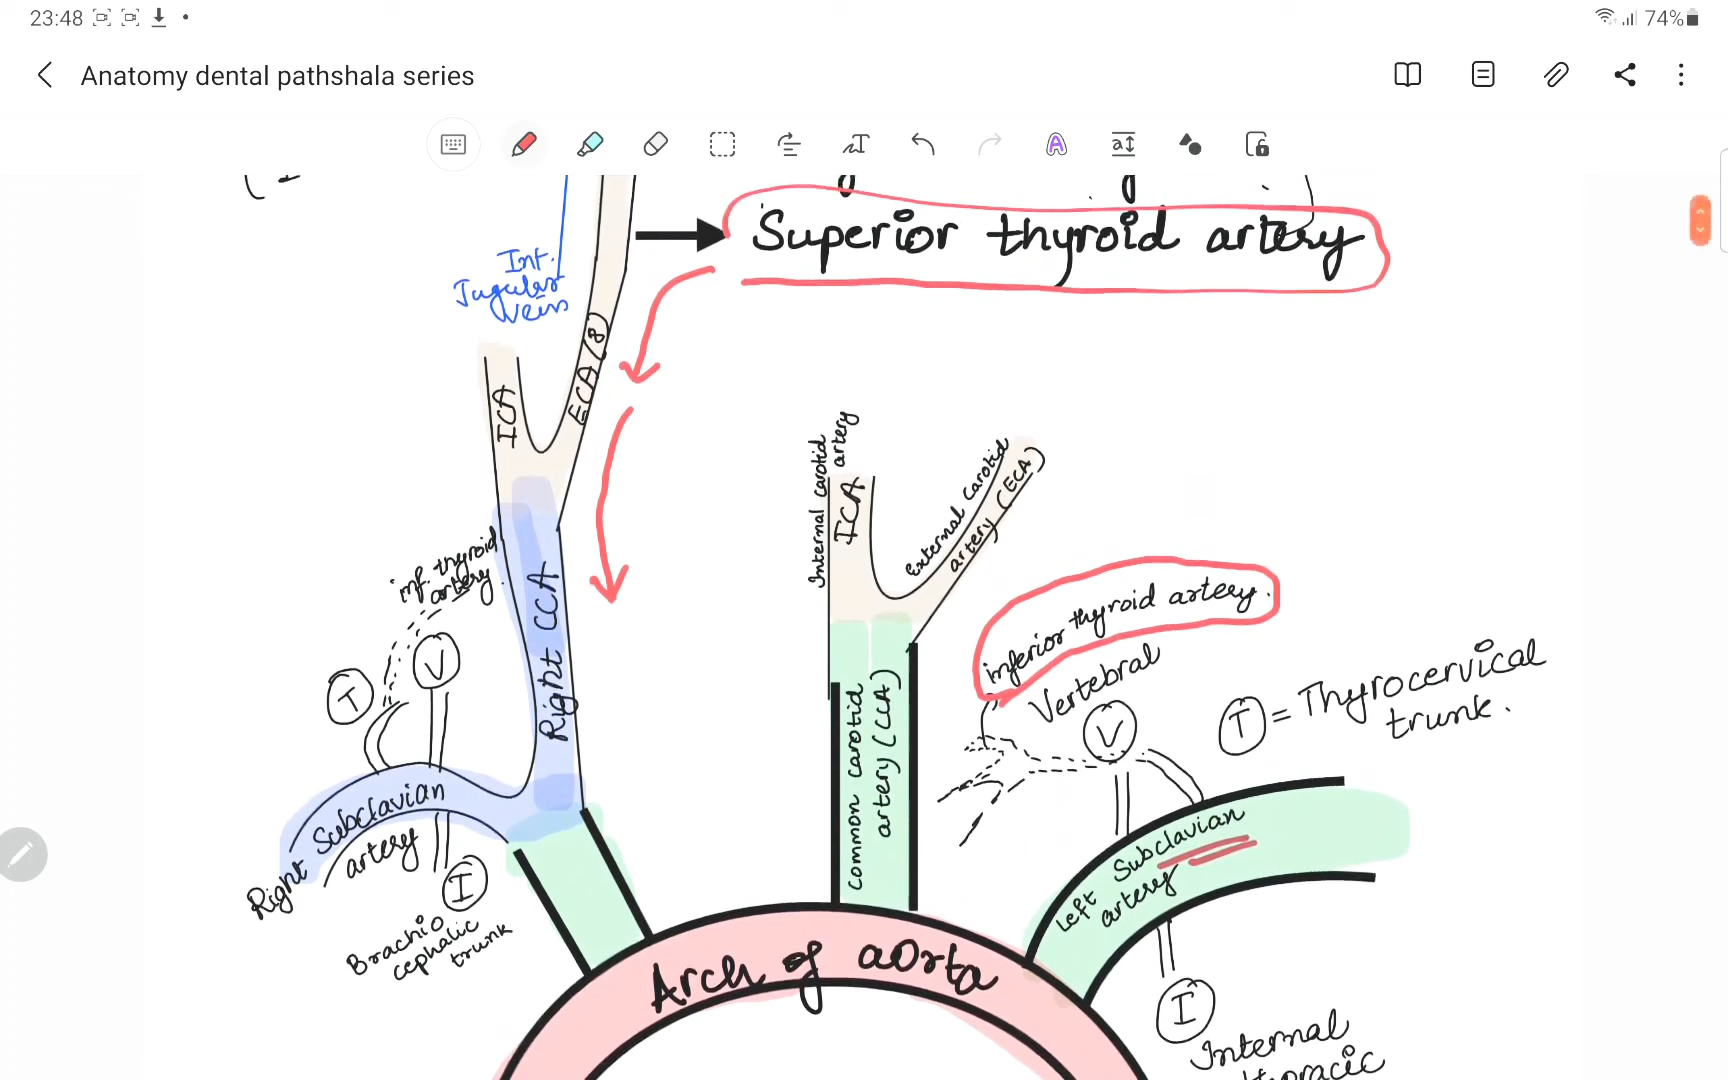 23:48
74%
Anatomy dental pathshala series
Superior thyroid artery
Int.
Jugular
Vein
ICA
ECA (8)
inf. thyroid
artery
Right CCA
T
V
Right Subclavian
artery
I
Brachio
cephalic
trunk
Internal carotid
artery
ICA
External carotid
artery (ECA)
common carotid
artery (CCA)
inferior thyroid artery.
Vertebral
V
T = Thyrocervical
trunk.
Left Subclavian
artery
Arch of aorta
I
Internal
thoracic